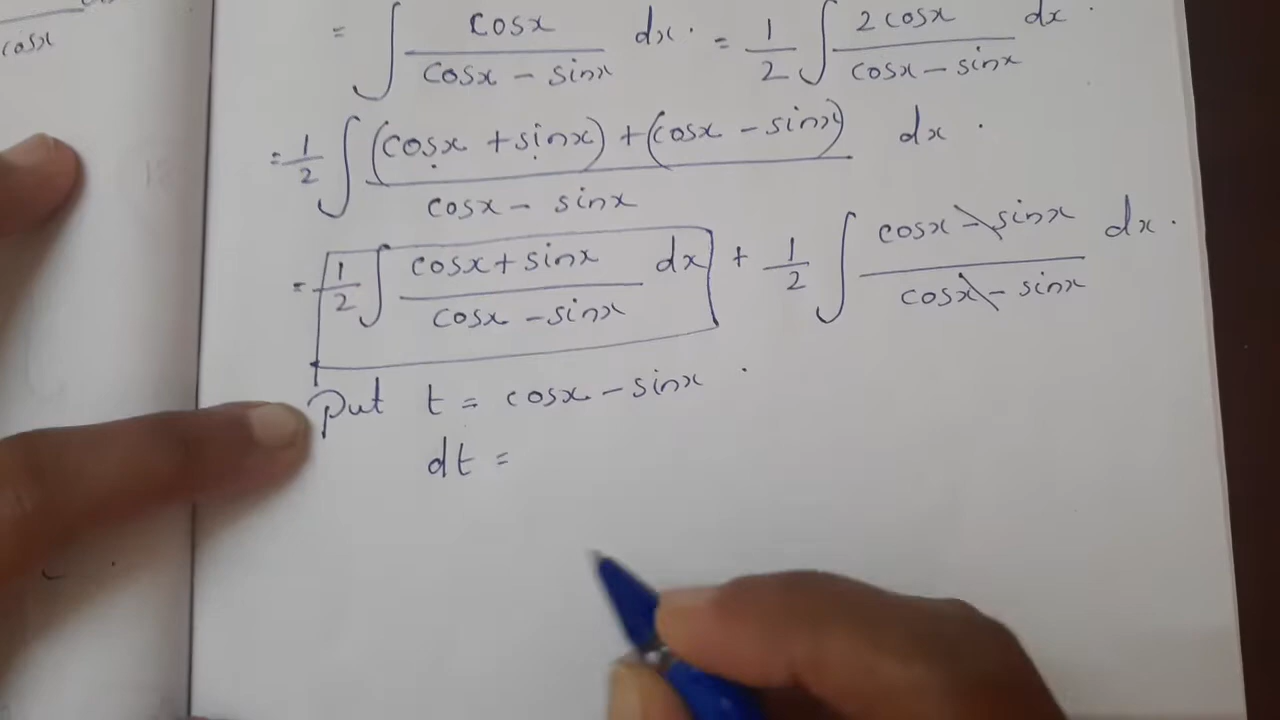 cosx
= ∫ cosx / (cosx - sinx) dx. = 1/2 ∫ 2cosx / (cosx - sinx) dx.
= 1/2 ∫ ((cosx + sinx) + (cosx - sinx)) / (cosx - sinx) dx.
= 1/2 ∫ (cosx + sinx) / (cosx - sinx) dx + 1/2 ∫ (cosx - sinx) / (cosx - sinx) dx.
Put t = cosx - sinx.
dt =